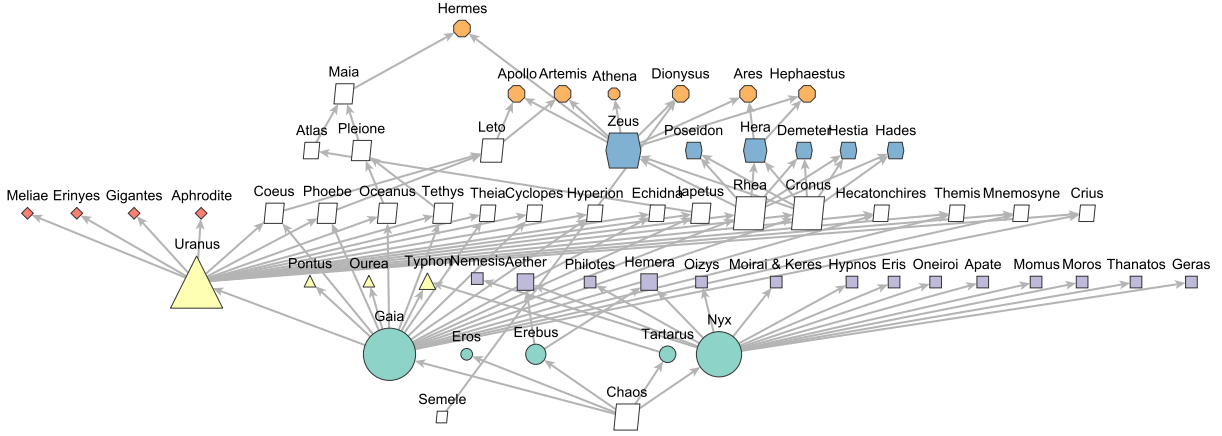 Hermes
Maia
Apollo Artemis Athena Dionysus Ares Hephaestus
Atlas Pleione Leto Zeus Poseidon Hera Demeter Hestia Hades
Meliae Erinyes Gigantes Aphrodite Coeus Phoebe Oceanus Tethys Theia Cyclopes Hyperion Echidna Iapetus Rhea Cronus Hecatonchires Themis Mnemosyne Crius
Uranus Pontus Ourea Typhon Nemesis Aether Philotes Hemera Oizys Moirai & Keres Hypnos Eris Oneiroi Apate Momus Moros Thanatos Geras
Gaia Eros Erebus Tartarus Nyx
Semele Chaos